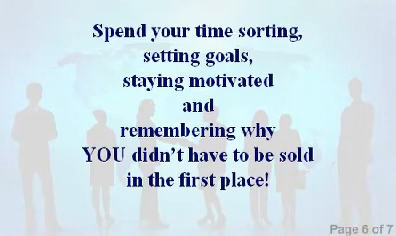 Spend your time sorting,
setting goals,
staying motivated
and
remembering why
YOU didn't have to be sold
in the first place!
Page 6 of 7